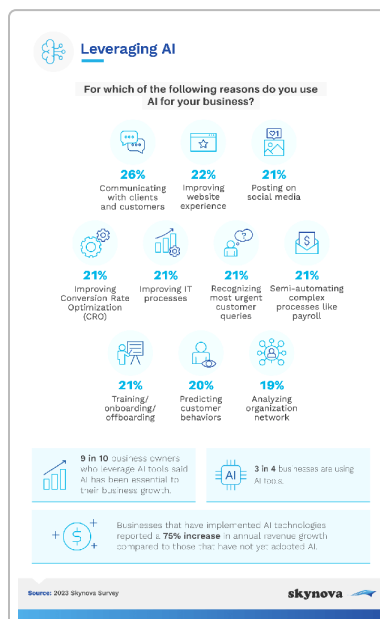 Leveraging AI
For which of the following reasons do you use
AI for your business?
26%
Communicating
with clients
and customers
22%
Improving
website
experience
1
21%
Posting on
social media
21%
Improving
Conversion Rate
Optimization
(CRO)
21%
Improving IT
processes
?
21%
Recognizing
most urgent
customer
queries
$
21%
Semi-automating
complex
processes like
payroll
21%
Training/
onboarding/
offboarding
20%
Predicting
customer
behaviors
19%
Analyzing
organization
network
9 in 10 business owners
who leverage AI tools said
AI has been essential to
their business growth.
AI
3 in 4 businesses are using
AI tools.
$
Businesses that have implemented AI technologies
reported a 75% increase in annual revenue growth
compared to those that have not yet adopted AI.
Source: 2023 Skynova Survey
skynova